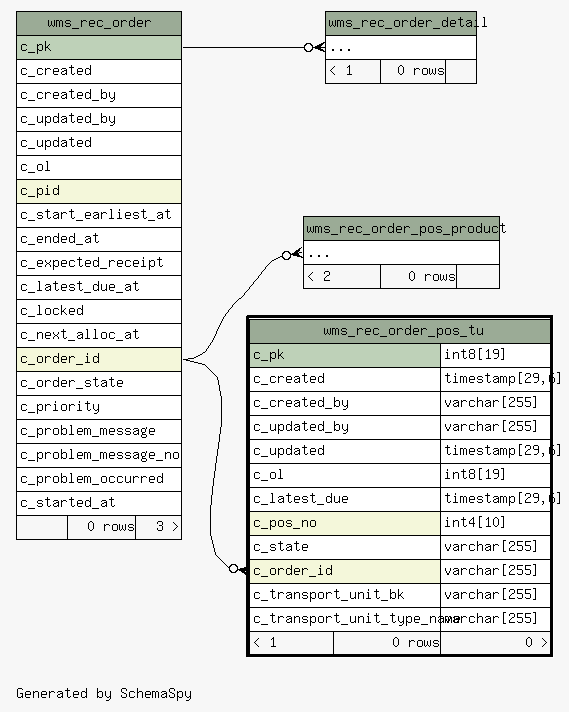 wms_rec_order
c_pk
c_created
c_created_by
c_updated_by
c_updated
c_ol
c_pid
c_start_earliest_at
c_ended_at
c_expected_receipt
c_latest_due_at
c_locked
c_next_alloc_at
c_order_id
c_order_state
c_priority
c_problem_message
c_problem_message_no
c_problem_occurred
c_started_at
0 rows 3 >
wms_rec_order_detail
...
< 1 0 rows
wms_rec_order_pos_product
...
< 2 0 rows
wms_rec_order_pos_tu
c_pk int8[19]
c_created timestamp[29,6]
c_created_by varchar[255]
c_updated_by varchar[255]
c_updated timestamp[29,6]
c_ol int8[19]
c_latest_due timestamp[29,6]
c_pos_no int4[10]
c_state varchar[255]
c_order_id varchar[255]
c_transport_unit_bk varchar[255]
c_transport_unit_type_name varchar[255]
< 1 0 rows 0 >
Generated by SchemaSpy